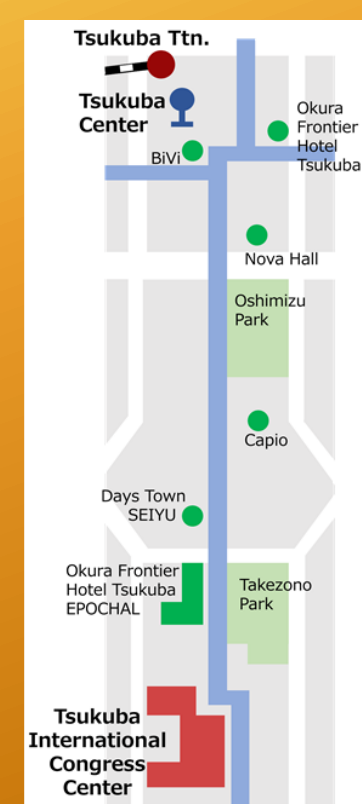 Tsukuba Ttn.
Tsukuba
Center
BiVi
Okura
Frontier
Hotel
Tsukuba
Nova Hall
Oshimizu
Park
Capio
Days Town
SEIYU
Okura Frontier
Hotel Tsukuba
EPOCHAL
Takezono
Park
Tsukuba
International
Congress
Center